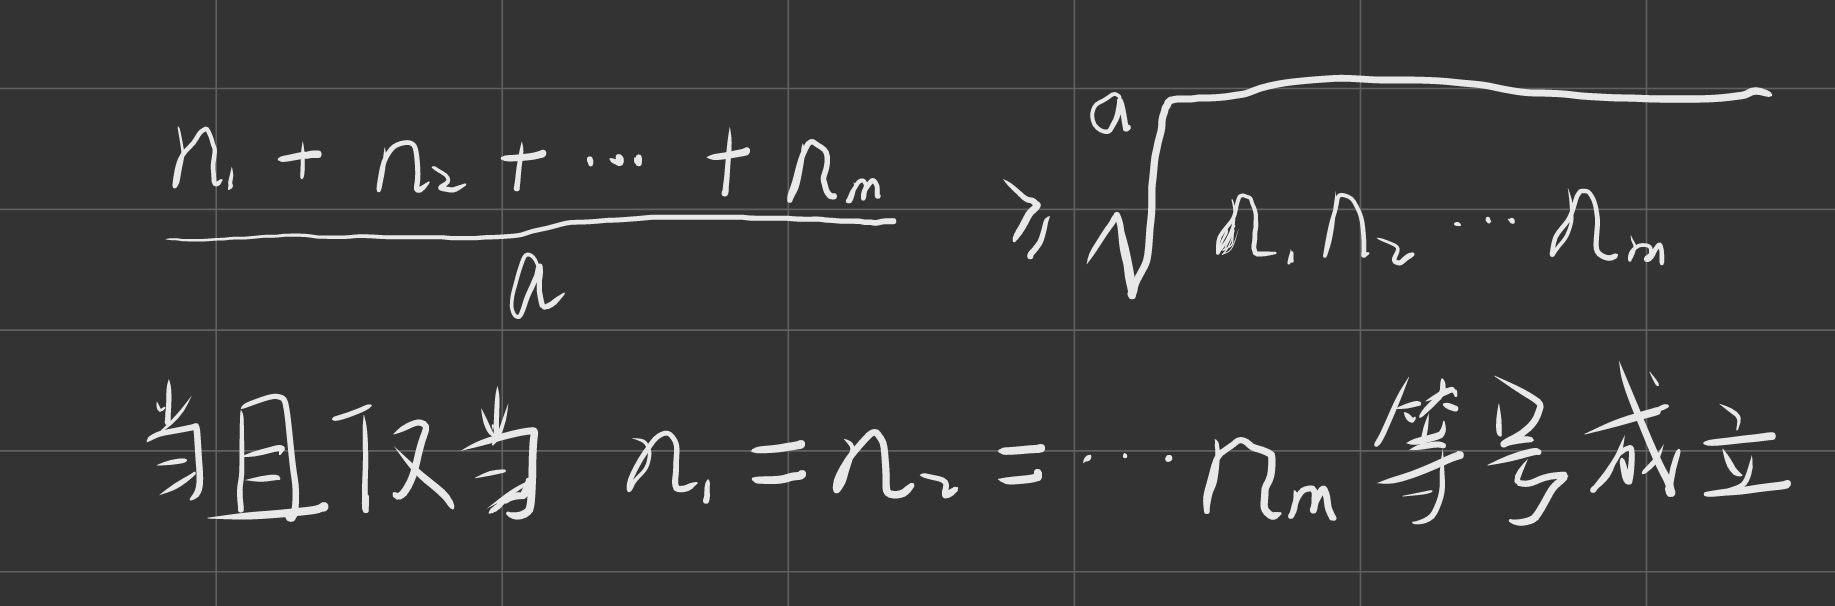 \frac{n_1 + n_2 + \cdots + n_m}{a} \geqslant \sqrt[a]{n_1 n_2 \cdots n_m}
当且仅当 n_1 = n_2 = \cdots n_m 等号成立